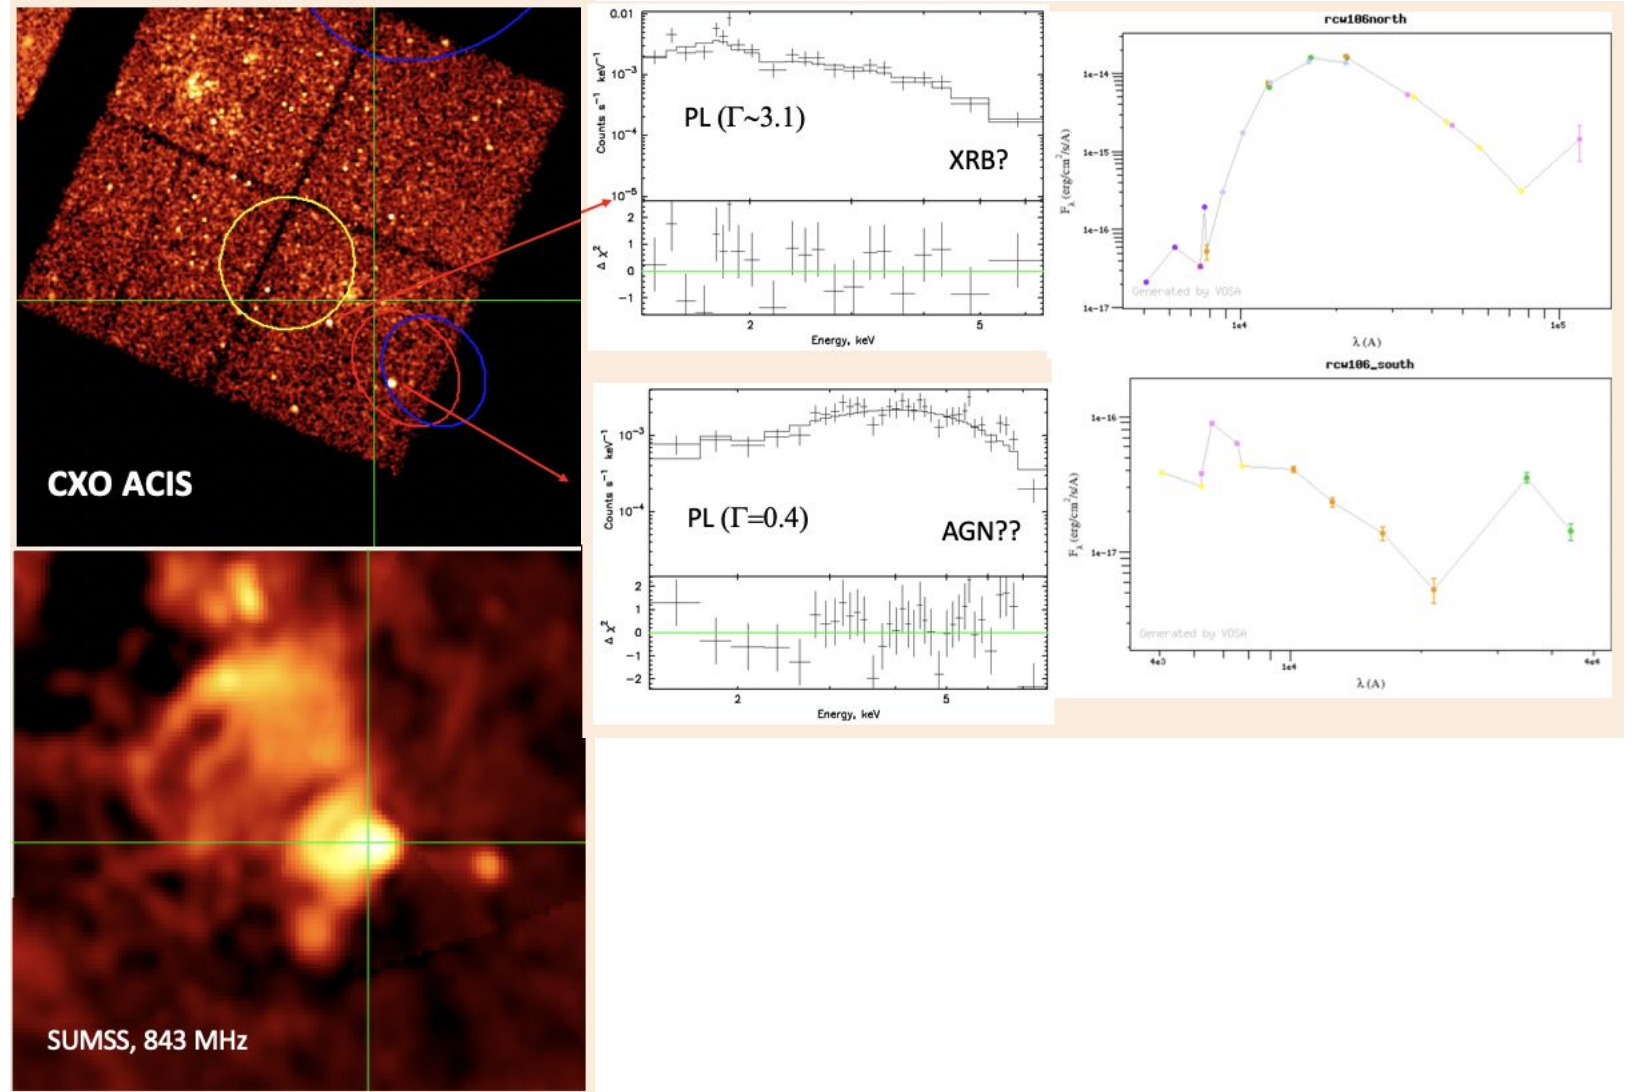 CXO ACIS
SUMSS, 843 MHz
0.01
10⁻³
10⁻⁴
10⁻⁵
Counts s⁻¹ keV⁻¹
PL (Γ~3.1)
XRB?
2
1
0
−1
Δ χ²
2
5
Energy, keV
rcw106north
1e-14
1e-15
1e-16
1e-17
F_λ (erg/cm²/s/A)
Generated by VOSA
1e4
1e5
λ (A)
10⁻³
10⁻⁴
Counts s⁻¹ keV⁻¹
PL (Γ=0.4)
AGN??
2
1
0
−1
−2
Δ χ²
2
5
Energy, keV
rcw106_south
1e-16
1e-17
F_λ (erg/cm²/s/A)
Generated by VOSA
4e3
1e4
λ (A)